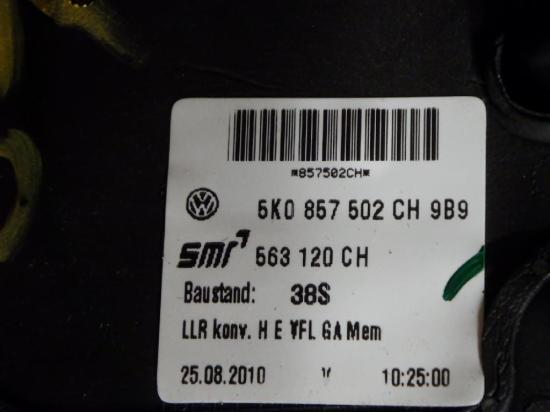 *857502CH*
5K0 857 502 CH 9B9
smr 563 120 CH
Baustand: 38S
LLR konv. H E YFL GA Mem
25.08.2010 V 10:25:00